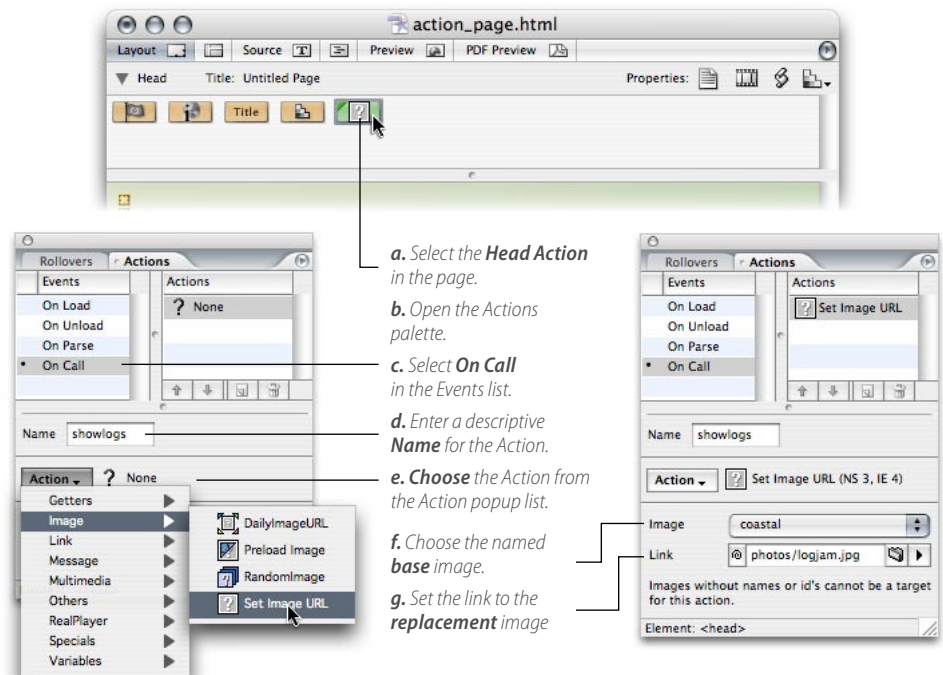 action_page.html
Layout Source T Preview PDF Preview
Head Title: Untitled Page Properties:
Title
?
Rollovers Actions
Events Actions
On Load ? None
On Unload
On Parse
On Call
Name showlogs
Action ? None
Getters
Image
Link
Message
Multimedia
Others
RealPlayer
Specials
Variables
DailyImageURL
Preload Image
RandomImage
? Set Image URL
a. Select the Head Action
in the page.
b. Open the Actions
palette.
c. Select On Call
in the Events list.
d. Enter a descriptive
Name for the Action.
e. Choose the Action from
the Action popup list.
f. Choose the named
base image.
g. Set the link to the
replacement image
Rollovers Actions
Events Actions
On Load ? Set Image URL
On Unload
On Parse
On Call
Name showlogs
Action ? Set Image URL (NS 3, IE 4)
Image coastal
Link photos/logjam.jpg
Images without names or id's cannot be a target
for this action.
Element: <head>